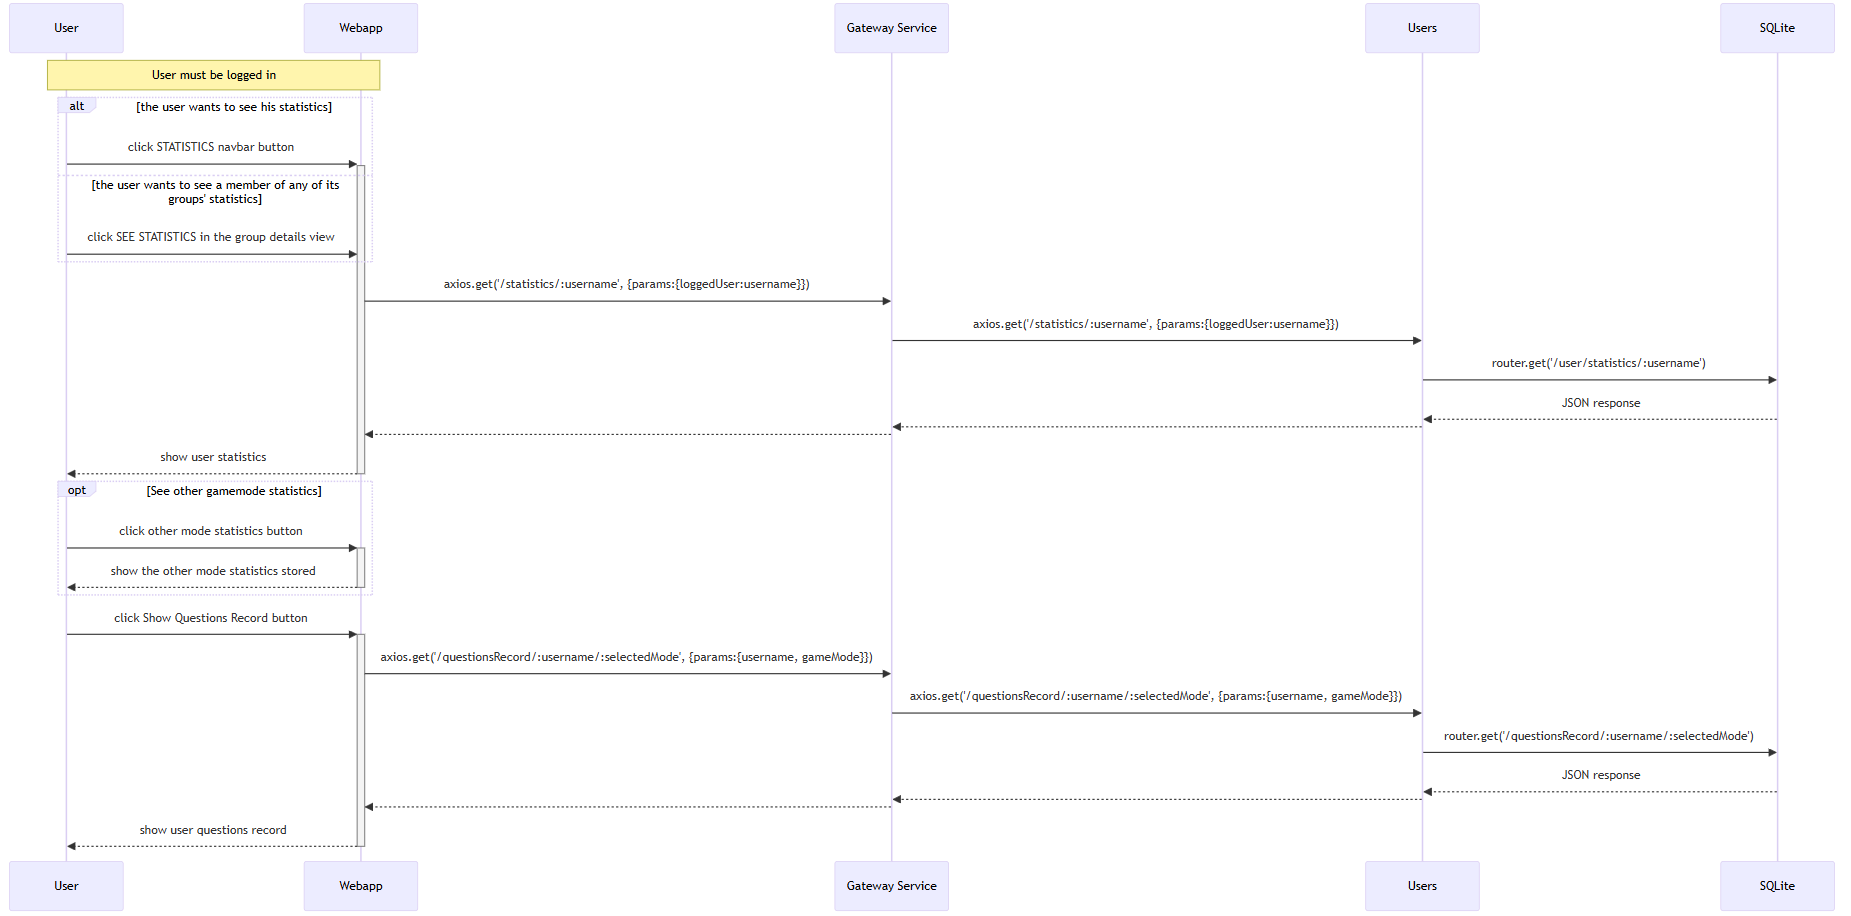 User
Webapp
Gateway Service
Users
SQLite
User must be logged in
alt
[the user wants to see his statistics]
click STATISTICS navbar button
[the user wants to see a member of any of its
groups' statistics]
click SEE STATISTICS in the group details view
axios.get('/statistics/:username', {params:{loggedUser:username}})
axios.get('/statistics/:username', {params:{loggedUser:username}})
router.get('/user/statistics/:username')
JSON response
show user statistics
opt
[See other gamemode statistics]
click other mode statistics button
show the other mode statistics stored
click Show Questions Record button
axios.get('/questionsRecord/:username/:selectedMode', {params:{username, gameMode}})
axios.get('/questionsRecord/:username/:selectedMode', {params:{username, gameMode}})
router.get('/questionsRecord/:username/:selectedMode')
JSON response
show user questions record
User
Webapp
Gateway Service
Users
SQLite